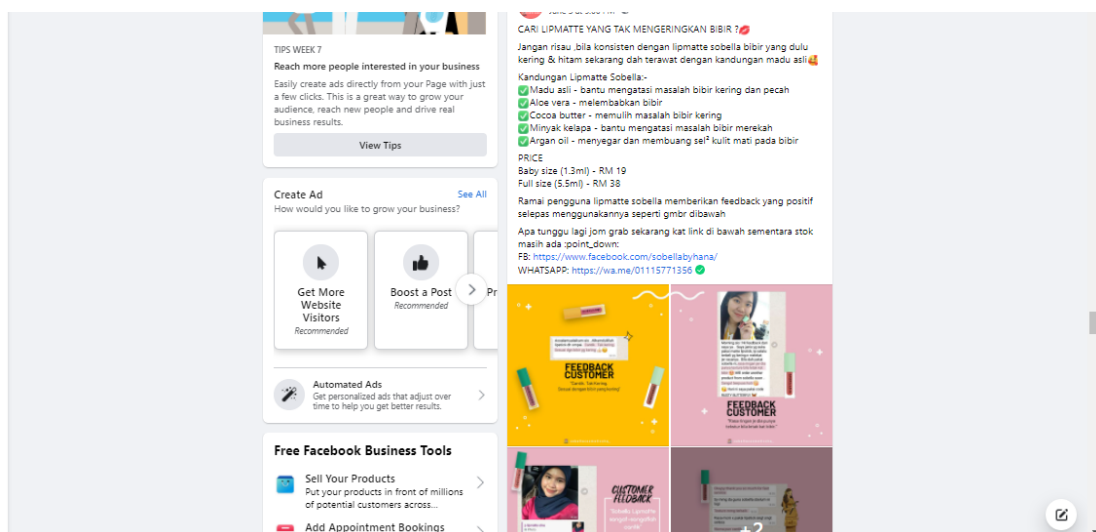 TIPS WEEK 7
Reach more people interested in your business
Easily create ads directly from your Page with just
a few clicks. This is a great way to grow your
audience, reach new people and drive real
business results.
View Tips
Create Ad
See All
How would you like to grow your business?
Get More
Website
Visitors
Recommended
Boost a Post
Recommended
Pr
Automated Ads
Get personalized ads that adjust over
time to help you get better results.
Free Facebook Business Tools
Sell Your Products
Put your products in front of millions
of potential customers across...
Add Appointment Bookings
CARI LIPMATTE YANG TAK MENGERINGKAN BIBIR ?💋
Jangan risau ,bila konsisten dengan lipmatte sobella bibir yang dulu
kering & hitam sekarang dah terawat dengan kandungan madu asli🥰
Kandungan Lipmatte Sobella:-
✅Madu asli - bantu mengatasi masalah bibir kering dan pecah
✅Aloe vera - melembabkan bibir
✅Cocoa butter - memulih masalah bibir kering
✅Minyak kelapa - bantu mengatasi masalah bibir merekah
✅Argan oil - menyegar dan membuang sel² kulit mati pada bibir
PRICE
Baby size (1.3ml) - RM 19
Full size (5.5ml) - RM 38
Ramai pengguna lipmatte sobella memberikan feedback yang positif
selepas menggunakannya seperti gmbr dibawah
Apa tunggu lagi jom grab sekarang kat link di bawah sementara stok
masih ada :point_down:
FB: https://www.facebook.com/sobellabyhana/
WHATSAPP: https://wa.me/01115771356 ✅
FEEDBACK
CUSTOMER
FEEDBACK
CUSTOMER
CUSTOMER
FEEDBACK
+2